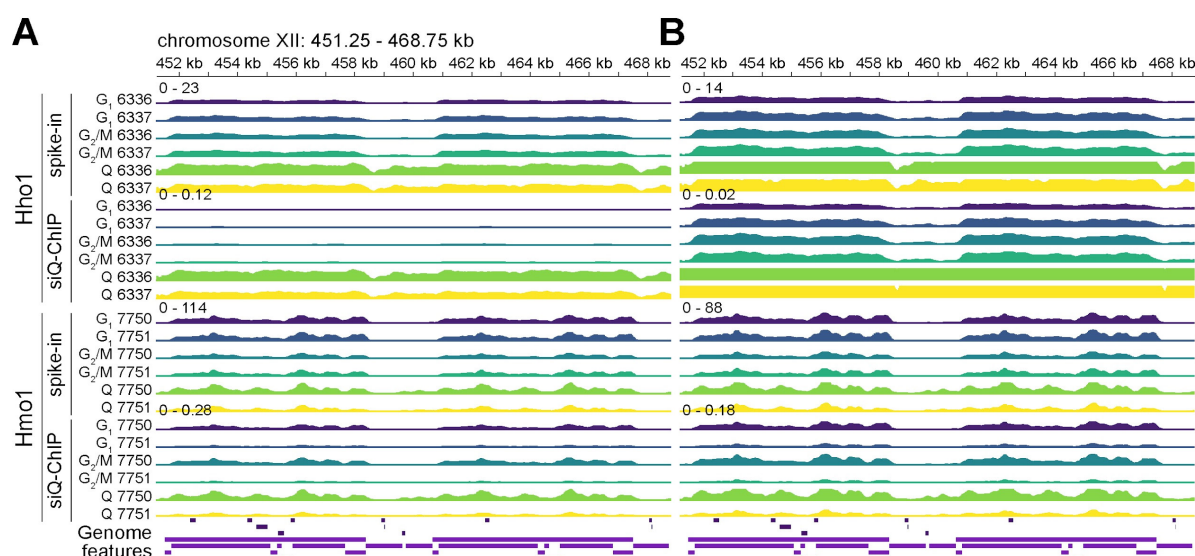 A
B
chromosome XII: 451.25 - 468.75 kb
452 kb 454 kb 456 kb 458 kb 460 kb 462 kb 464 kb 466 kb 468 kb
452 kb 454 kb 456 kb 458 kb 460 kb 462 kb 464 kb 466 kb 468 kb
Hho1
spike-in
0 - 23
0 - 14
G1 6336
G1 6337
G2/M 6336
G2/M 6337
Q 6336
Q 6337
siQ-ChIP
0 - 0.12
0 - 0.02
G1 6336
G1 6337
G2/M 6336
G2/M 6337
Q 6336
Q 6337
Hmo1
spike-in
0 - 114
0 - 88
G1 7750
G1 7751
G2/M 7750
G2/M 7751
Q 7750
Q 7751
siQ-ChIP
0 - 0.28
0 - 0.18
G1 7750
G1 7751
G2/M 7750
G2/M 7751
Q 7750
Q 7751
Genome
features